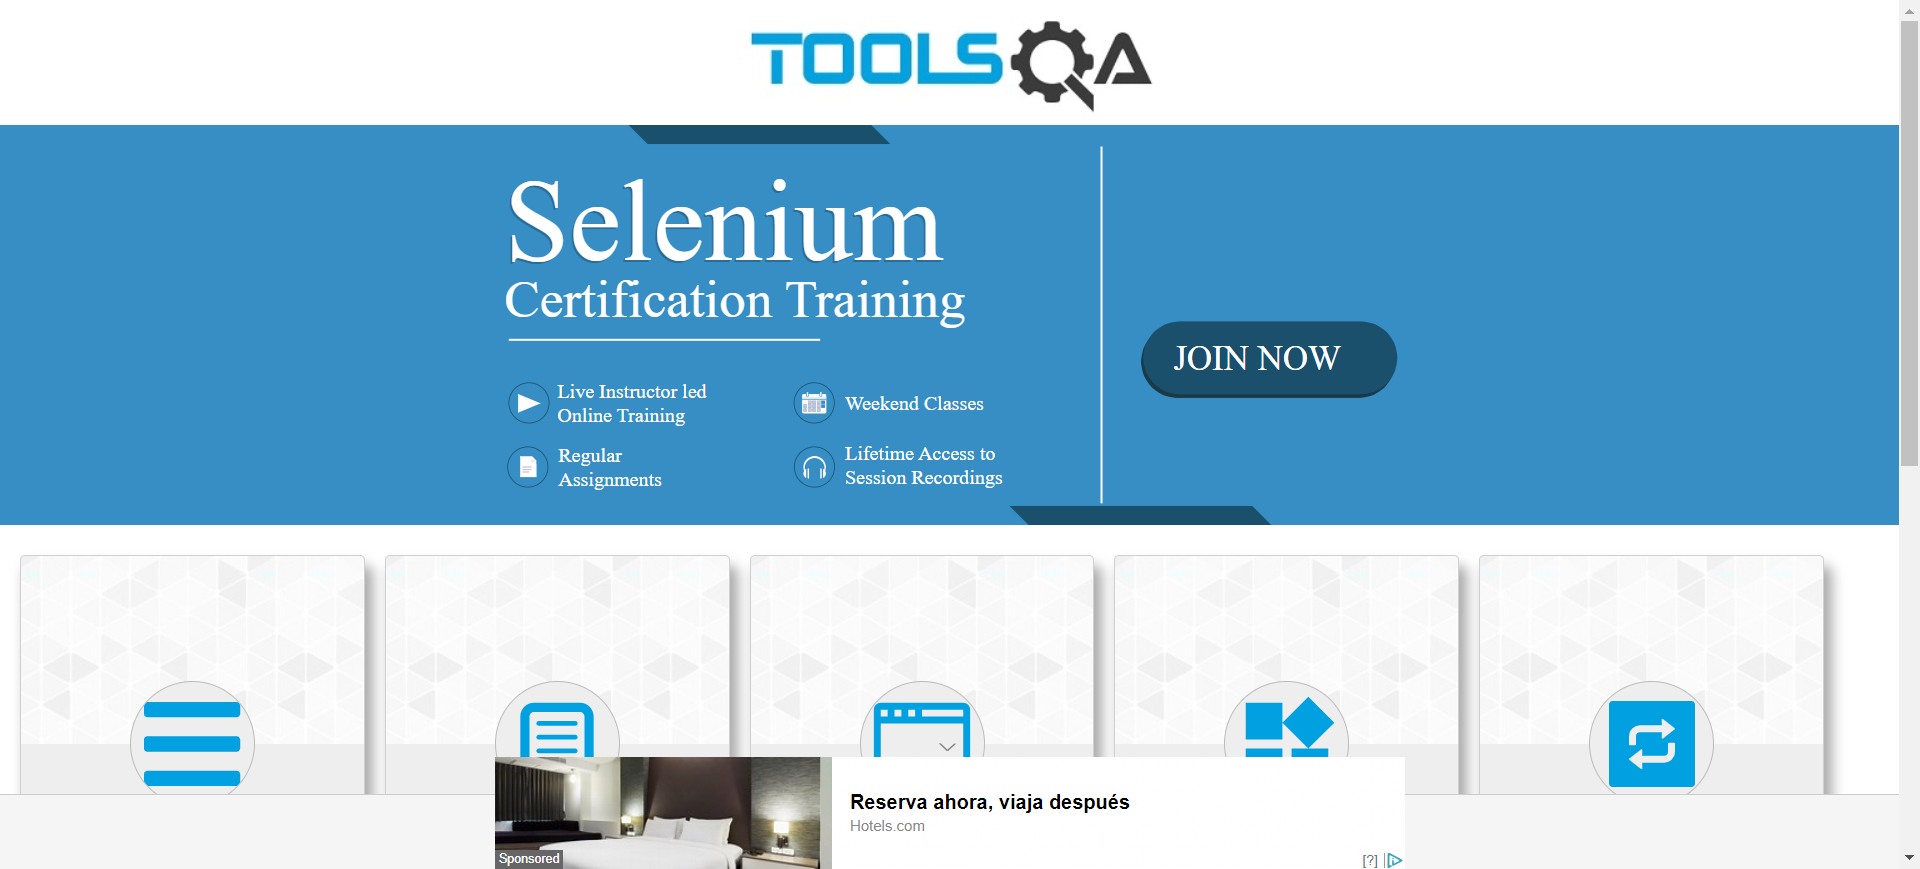 TOOLSQA
Selenium
Certification Training
JOIN NOW
Live Instructor led
Online Training
Weekend Classes
Regular
Assignments
Lifetime Access to
Session Recordings
Reserva ahora, viaja después
Hotels.com
Sponsored
[?]